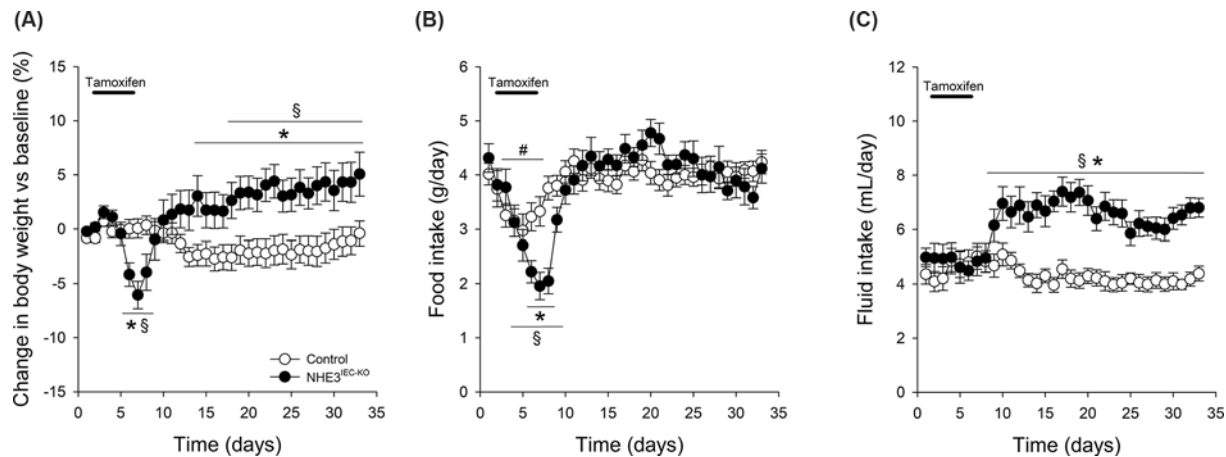 (A)
Change in body weight vs baseline (%)
15
10
5
0
-5
-10
-15
Tamoxifen
§
*
* §
Control
NHE3IEC-KO
0 5 10 15 20 25 30 35
Time (days)
(B)
Food intake (g/day)
6
5
4
3
2
1
0
Tamoxifen
#
*
§
0 5 10 15 20 25 30 35
Time (days)
(C)
Fluid intake (mL/day)
12
10
8
6
4
2
0
Tamoxifen
§ *
0 5 10 15 20 25 30 35
Time (days)